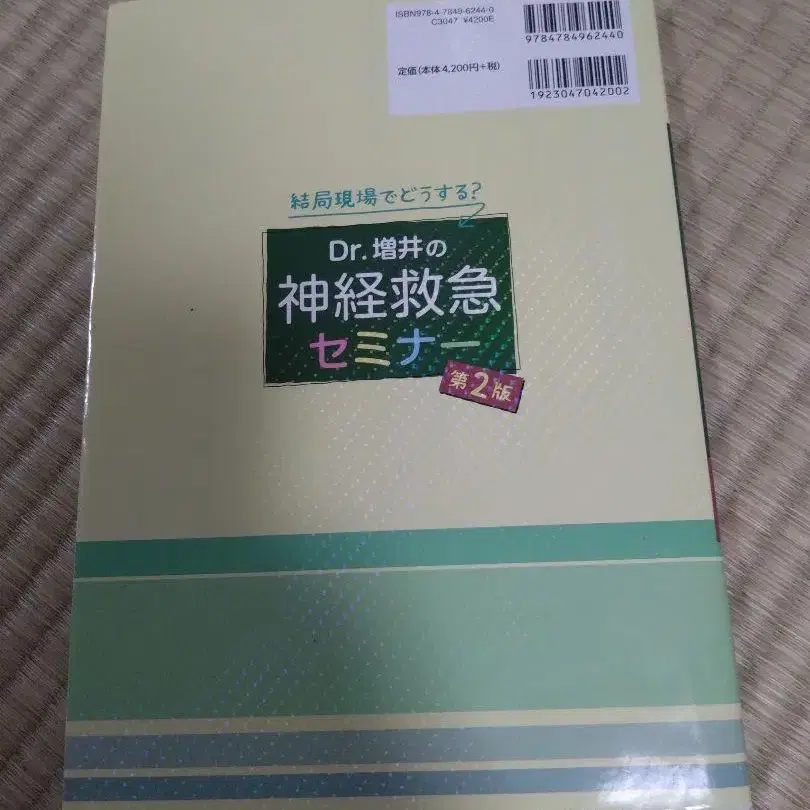 ISBN978-4-7849-6244-0
C3047 ¥4200E
定価(本体4,200円+税)
9784784962440
1923047042002
結局現場でどうする?
Dr.増井の
神経救急
セミナー
第2版